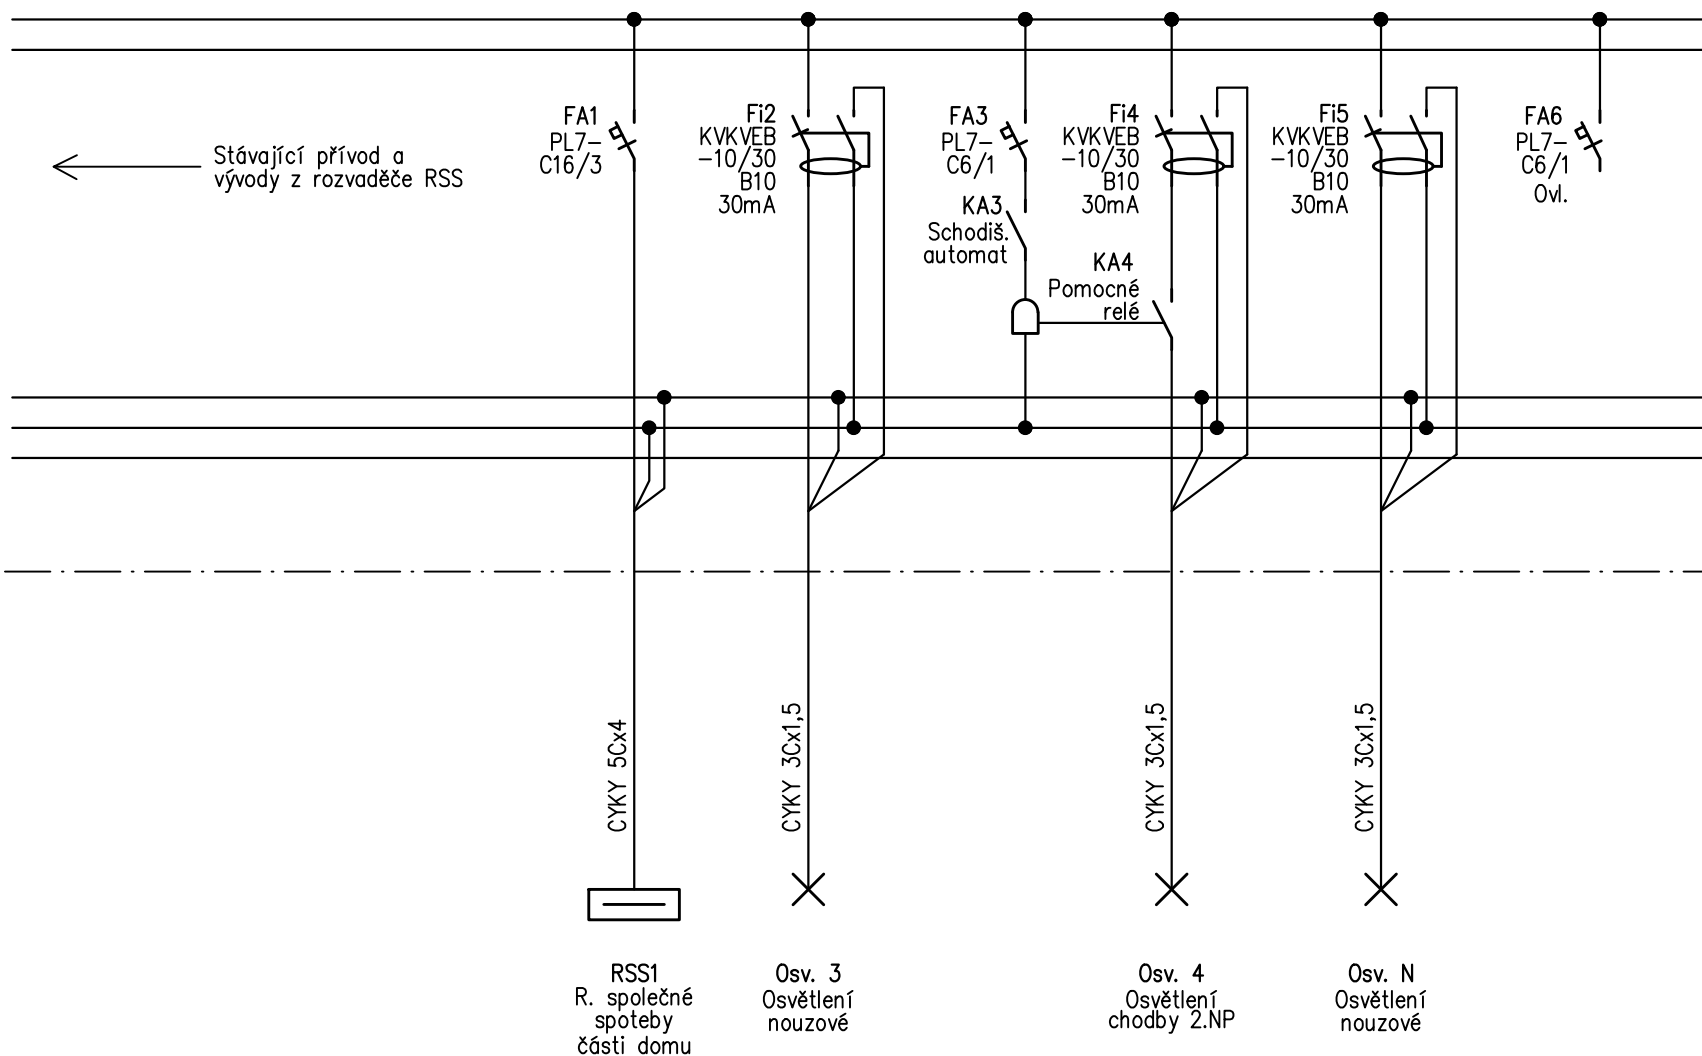 Stávající přívod a
vývody z rozvaděče RSS
FA1
PL7-
C16/3
Fi2
KVKVEB
-10/30
B10
30mA
FA3
PL7-
C6/1
KA3
Schodiš.
automat
Fi4
KVKVEB
-10/30
B10
30mA
KA4
Pomocné
relé
Fi5
KVKVEB
-10/30
B10
30mA
FA6
PL7-
C6/1
Ovl.
CYKY 5Cx4
CYKY 3Cx1,5
CYKY 3Cx1,5
CYKY 3Cx1,5
RSS1
R. společné
spoteby
části domu
Osv. 3
Osvětlení
nouzové
Osv. 4
Osvětlení
chodby 2.NP
Osv. N
Osvětlení
nouzové